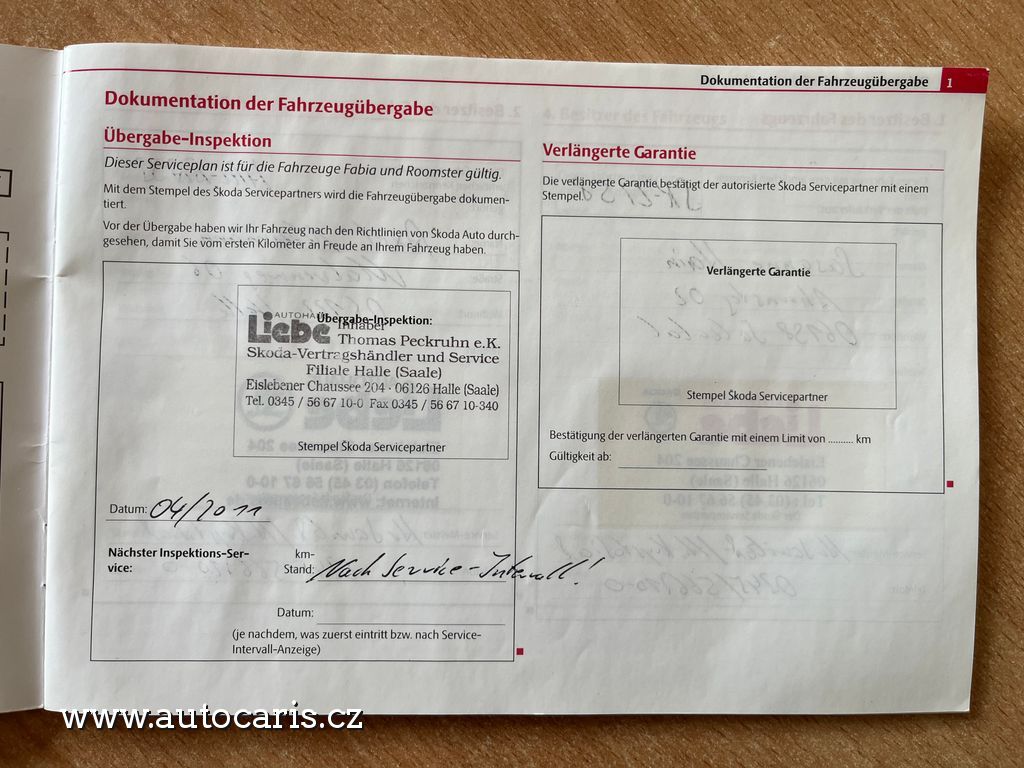 Dokumentation der Fahrzeugübergabe 1
Dokumentation der Fahrzeugübergabe
Übergabe-Inspektion
Dieser Serviceplan ist für die Fahrzeuge Fabia und Roomster gültig.
Mit dem Stempel des Škoda Servicepartners wird die Fahrzeugübergabe dokumen-
tiert.
Vor der Übergabe haben wir Ihr Fahrzeug nach den Richtlinien von Škoda Auto durch-
gesehen, damit Sie vom ersten Kilometer an Freude an Ihrem Fahrzeug haben.
Übergabe-Inspektion:
Liebe Inhaber
Thomas Peckruhn e.K.
Skoda-Vertragshändler und Service
Filiale Halle (Saale)
Eislebener Chaussee 204 · 06126 Halle (Saale)
Tel. 0345 / 56 67 10-0 Fax 0345 / 56 67 10-340
Stempel Škoda Servicepartner
Datum: 04/2011
Nächster Inspektions-Ser-
vice:
km-
Stand: Nach Service-Intervall!
Datum:
(je nachdem, was zuerst eintritt bzw. nach Service-
Intervall-Anzeige)
Verlängerte Garantie
Die verlängerte Garantie bestätigt der autorisierte Škoda Servicepartner mit einem
Stempel.
Verlängerte Garantie
Stempel Škoda Servicepartner
Bestätigung der verlängerten Garantie mit einem Limit von .......... km
Gültigkeit ab:
www.autocaris.cz